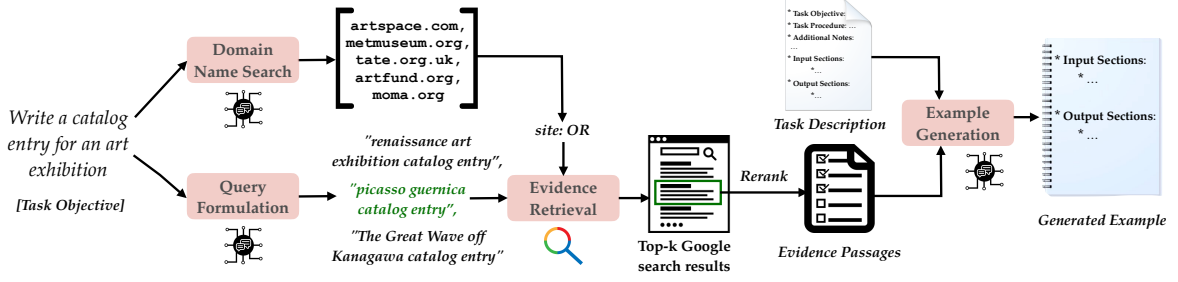 Write a catalog
entry for an art
exhibition
[Task Objective]
Domain
Name Search
artspace.com,
metmuseum.org,
tate.org.uk,
artfund.org,
moma.org
Query
Formulation
"renaissance art
exhibition catalog entry",
"picasso guernica
catalog entry",
"The Great Wave off
Kanagawa catalog entry"
site: OR
Evidence
Retrieval
Top-k Google
search results
Rerank
* Task Objective:
* Task Procedure: ...
* Additional Notes:
...
* Input Sections:
*...
* Output Sections:
*...
Task Description
Evidence Passages
Example
Generation
* Input Sections:
* ...
* Output Sections:
* ...
Generated Example